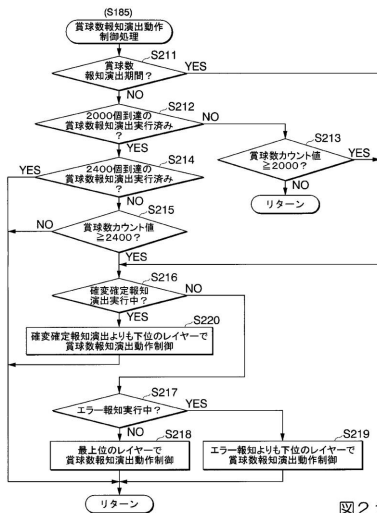 (S185)
賞球数報知演出動作
制御処理
S211
賞球数
報知演出期間?
YES
NO
S212
2000個到達の
賞球数報知演出実行済み
?
NO
YES
S213
賞球数カウント値
≧2000?
YES
NO
リターン
S214
YES
2400個到達の
賞球数報知演出実行済み
?
NO
S215
NO
賞球数カウント値
≧2400?
YES
S216
確変確定報知
演出実行中?
NO
YES
S220
確変確定報知演出よりも下位のレイヤーで
賞球数報知演出動作制御
S217
エラー報知実行中?
YES
NO
S218
最上位のレイヤーで
賞球数報知演出動作制御
S219
エラー報知よりも下位のレイヤーで
賞球数報知演出動作制御
リターン
図2